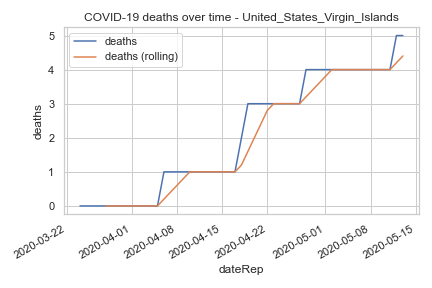 COVID-19 deaths over time - United_States_Virgin_Islands
deaths
deaths (rolling)
deaths
5
4
3
2
1
0
2020-03-22
2020-04-01
2020-04-08
2020-04-15
2020-04-22
2020-05-01
2020-05-08
2020-05-15
dateRep